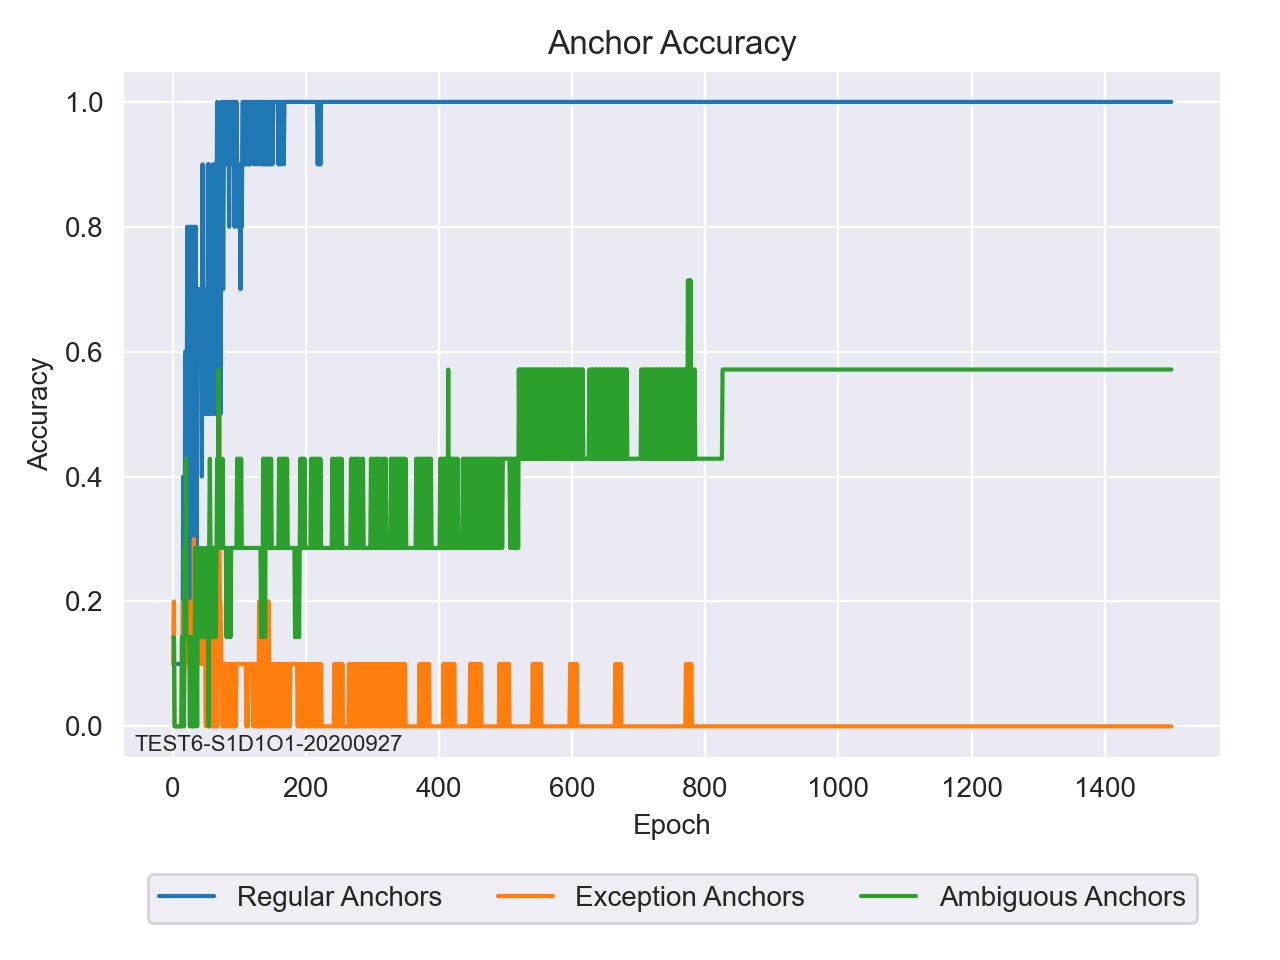 Anchor Accuracy
1.0
0.8
0.6
0.4
0.2
0.0
Accuracy
TEST6-S1D1O1-20200927
0 200 400 600 800 1000 1200 1400
Epoch
Regular Anchors Exception Anchors Ambiguous Anchors